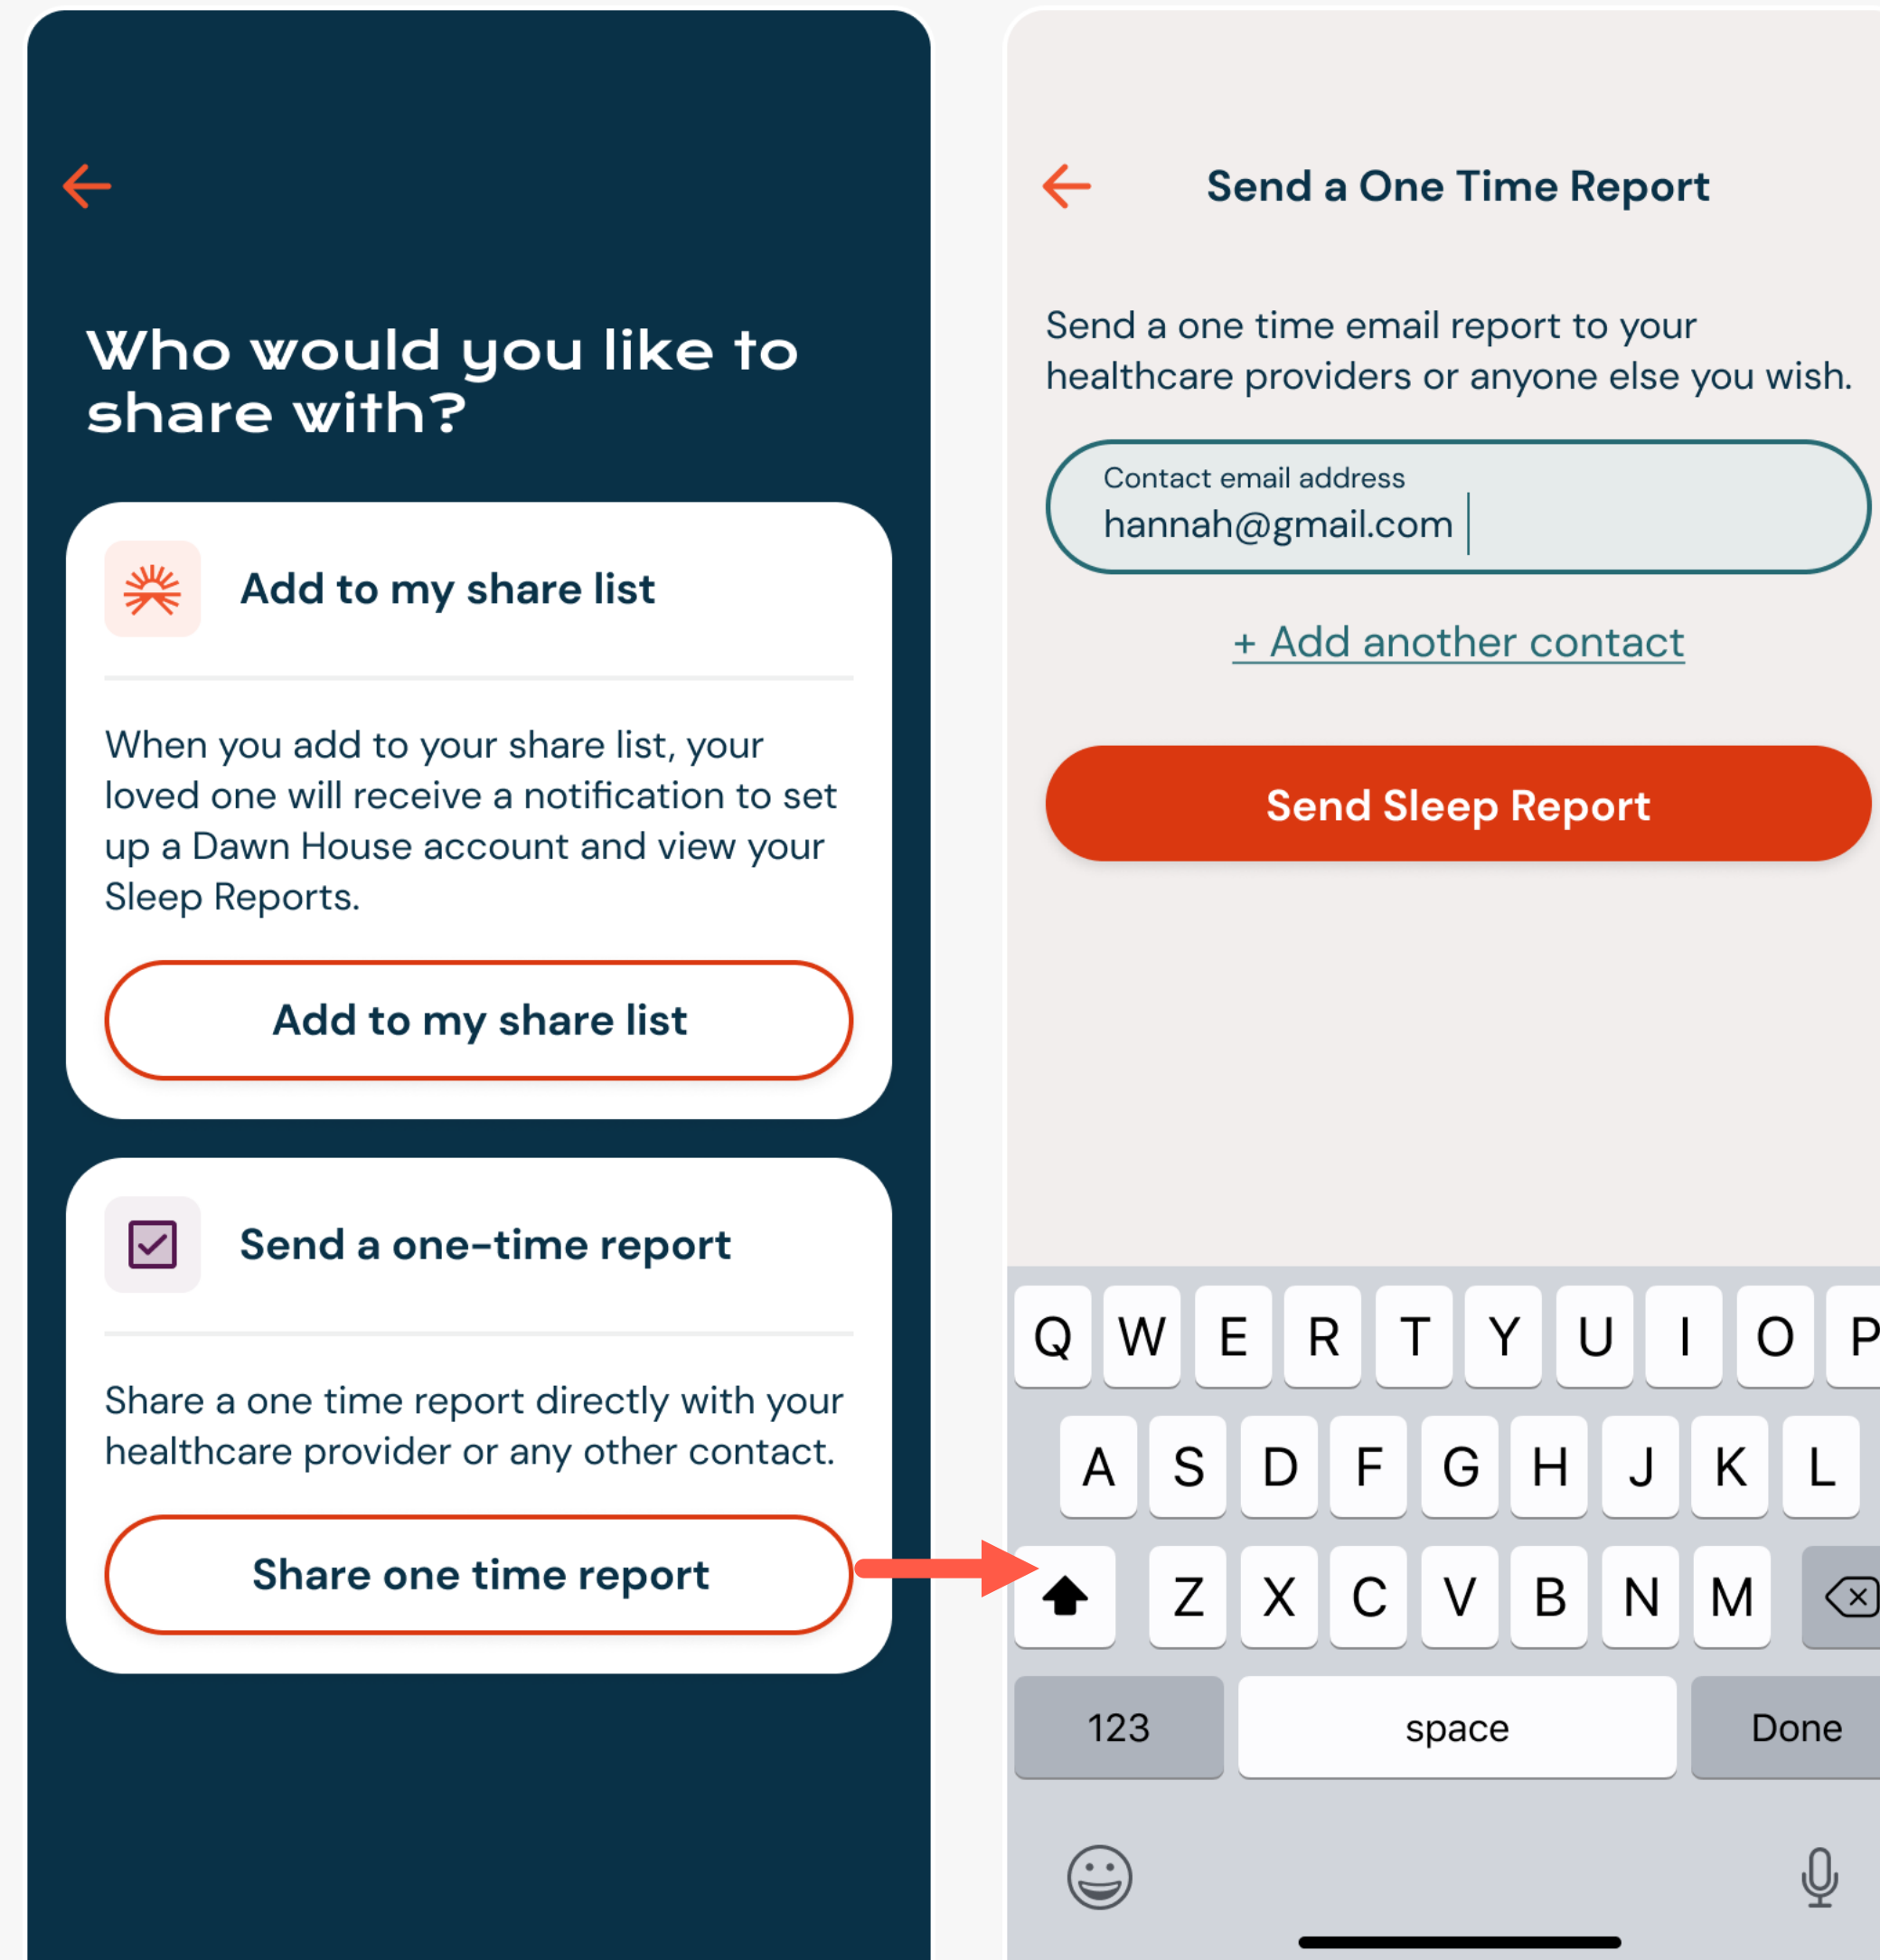 Who would you like to
share with?
Add to my share list
When you add to your share list, your
loved one will receive a notification to set
up a Dawn House account and view your
Sleep Reports.
Add to my share list
Send a one-time report
Share a one time report directly with your
healthcare provider or any other contact.
Share one time report
Send a One Time Report
Send a one time email report to your
healthcare providers or anyone else you wish.
Contact email address
hannah@gmail.com
+ Add another contact
Send Sleep Report
Q W E R T Y U I O P
A S D F G H J K L
Z X C V B N M
123 space Done